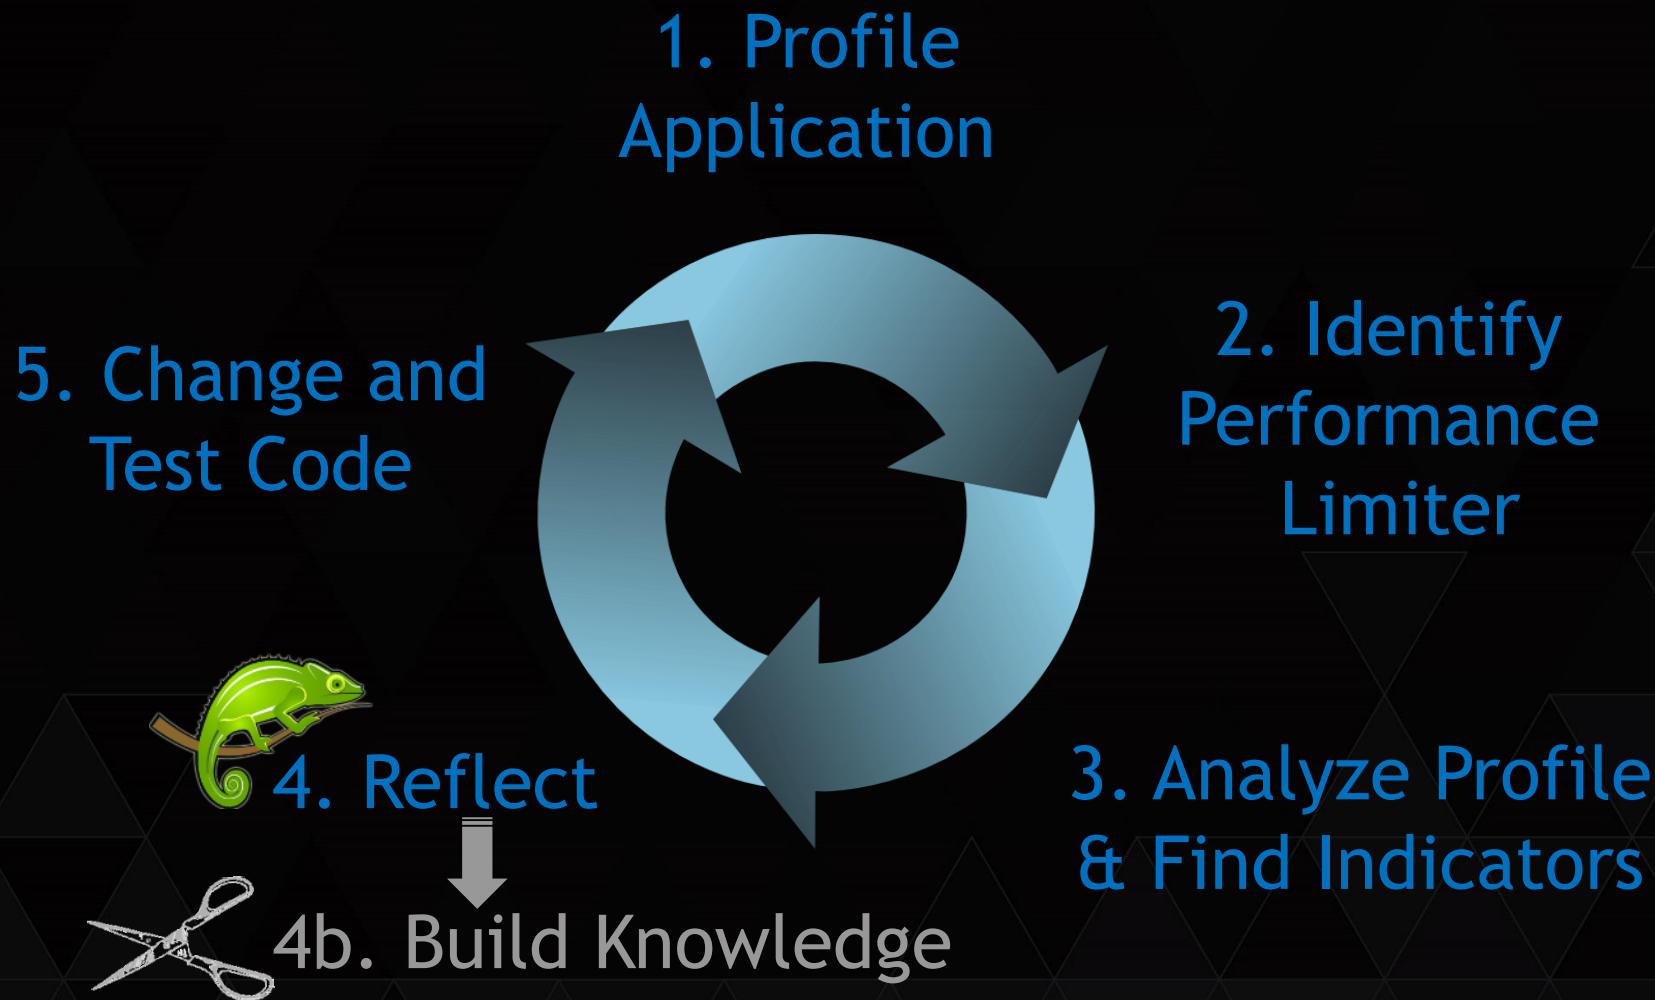 1. Profile
Application
2. Identify
Performance
Limiter
3. Analyze Profile
& Find Indicators
4. Reflect
4b. Build Knowledge
5. Change and
Test Code